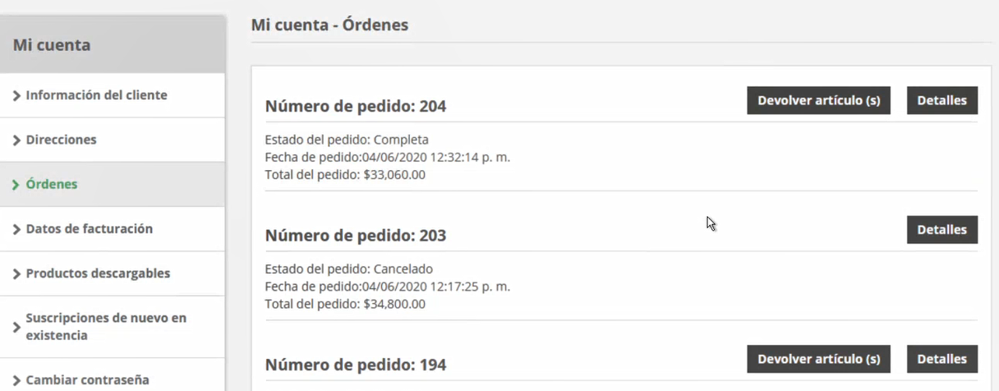 Mi cuenta
Información del cliente
Direcciones
Órdenes
Datos de facturación
Productos descargables
Suscripciones de nuevo en
existencia
Cambiar contraseña
Mi cuenta - Órdenes
Número de pedido: 204
Devolver artículo (s)
Detalles
Estado del pedido: Completa
Fecha de pedido:04/06/2020 12:32:14 p. m.
Total del pedido: $33,060.00
Número de pedido: 203
Detalles
Estado del pedido: Cancelado
Fecha de pedido:04/06/2020 12:17:25 p. m.
Total del pedido: $34,800.00
Número de pedido: 194
Devolver artículo (s)
Detalles